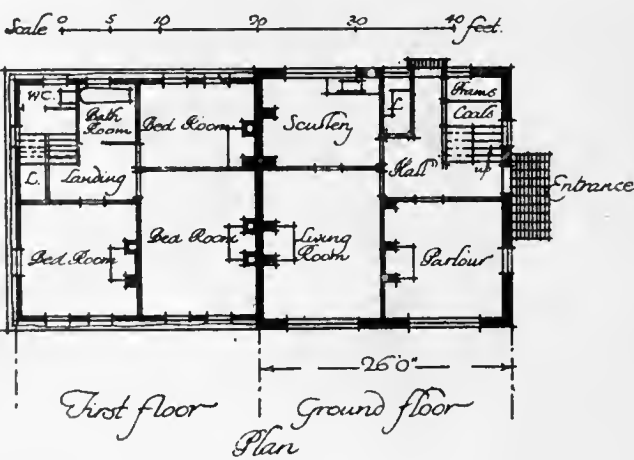 Scale 0 5 10 20 30 40 feet.
W.C.
Bath
Room
Bed Room
Scullery
L.
Prams
Coals
L.
Landing
Hall
up
Entrance
Bed Room
Bed Room
Living
Room
Parlour
26'0"
First floor
Ground floor
Plan